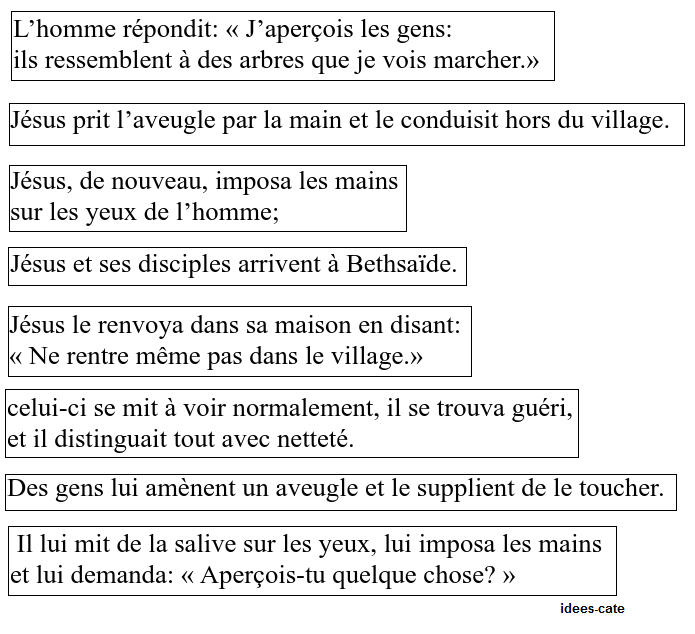 L’homme répondit: « J’aperçois les gens:
ils ressemblent à des arbres que je vois marcher.»
Jésus prit l’aveugle par la main et le conduisit hors du village.
Jésus, de nouveau, imposa les mains
sur les yeux de l’homme;
Jésus et ses disciples arrivent à Bethsaïde.
Jésus le renvoya dans sa maison en disant:
« Ne rentre même pas dans le village.»
celui-ci se mit à voir normalement, il se trouva guéri,
et il distinguait tout avec netteté.
Des gens lui amènent un aveugle et le supplient de le toucher.
Il lui mit de la salive sur les yeux, lui imposa les mains
et lui demanda: « Aperçois-tu quelque chose? »
idees-cate